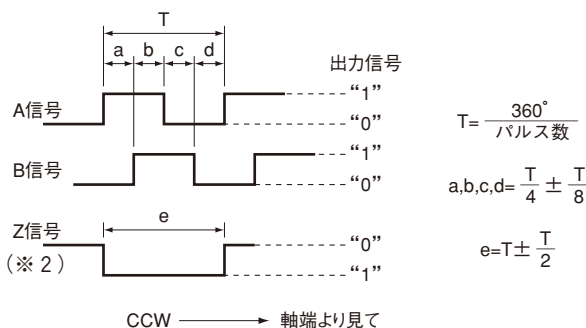 T
a b c d
出力信号
A信号
“1”
“0”
B信号
“1”
“0”
e
Z信号
（※２）
“0”
“1”
CCW → 軸端より見て
T= 360° / パルス数
a,b,c,d= T/4 ± T/8
e=T± T/2